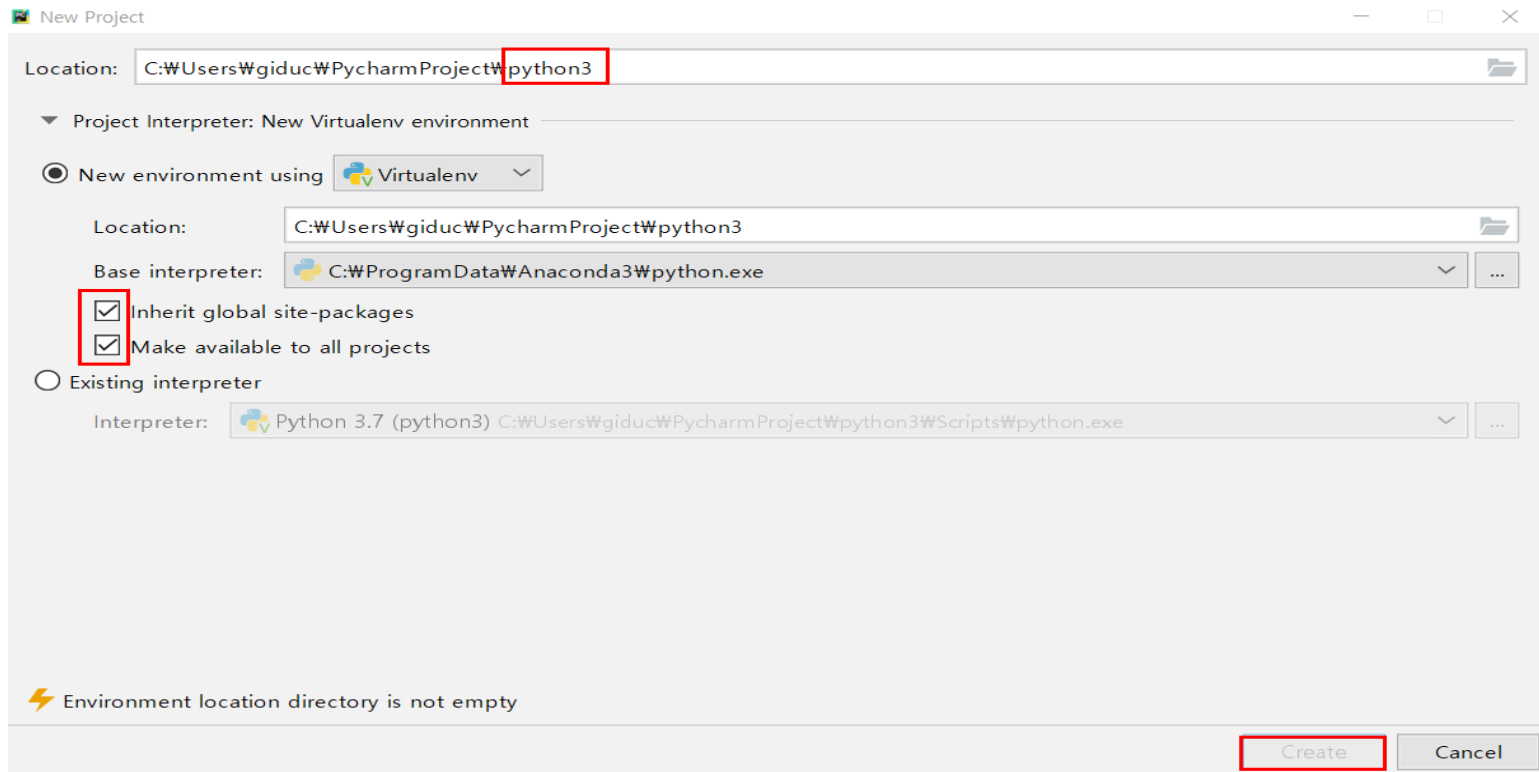 New Project
Location: C:₩Users₩giduc₩PycharmProject₩python3
Project Interpreter: New Virtualenv environment
New environment using Virtualenv
Location: C:₩Users₩giduc₩PycharmProject₩python3
Base interpreter: C:₩ProgramData₩Anaconda3₩python.exe ...
Inherit global site-packages
Make available to all projects
Existing interpreter
Interpreter: Python 3.7 (python3) C:₩Users₩giduc₩PycharmProject₩python3₩Scripts₩python.exe ...
Environment location directory is not empty
Create Cancel